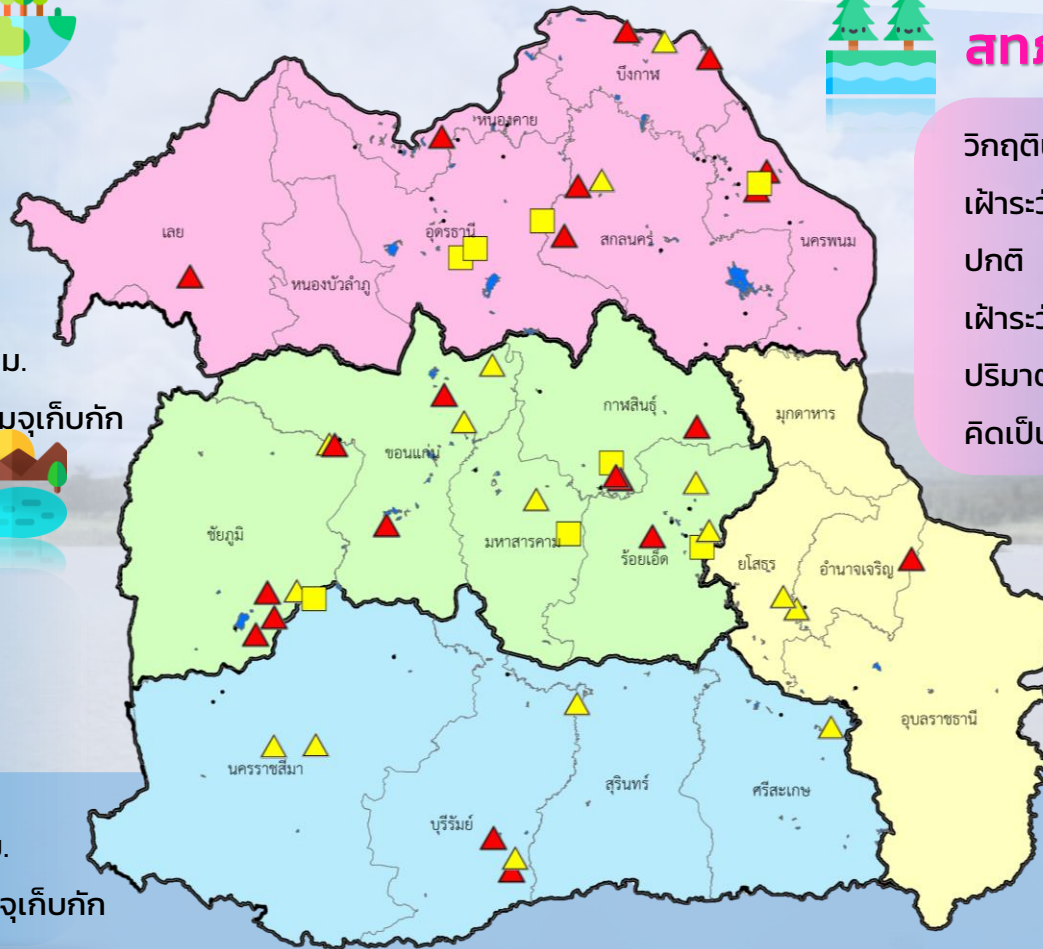 สทภ
วิกฤติ
เฝ้าระวั
ปกติ
เฝ้าระวั
ปริมาต
คิดเป็น
ม.
มจุเก็บกัก
ม.
จุเก็บกัก
บึงกาฬ
หนองคาย
เลย
อุดรธานี
สกลนคร
นครพนม
หนองบัวลำภู
กาฬสินธุ์
มุกดาหาร
ขอนแก่น
ชัยภูมิ
มหาสารคาม
ร้อยเอ็ด
ยโสธร
อำนาจเจริญ
อุบลราชธานี
นครราชสีมา
สุรินทร์
ศรีสะเกษ
บุรีรัมย์